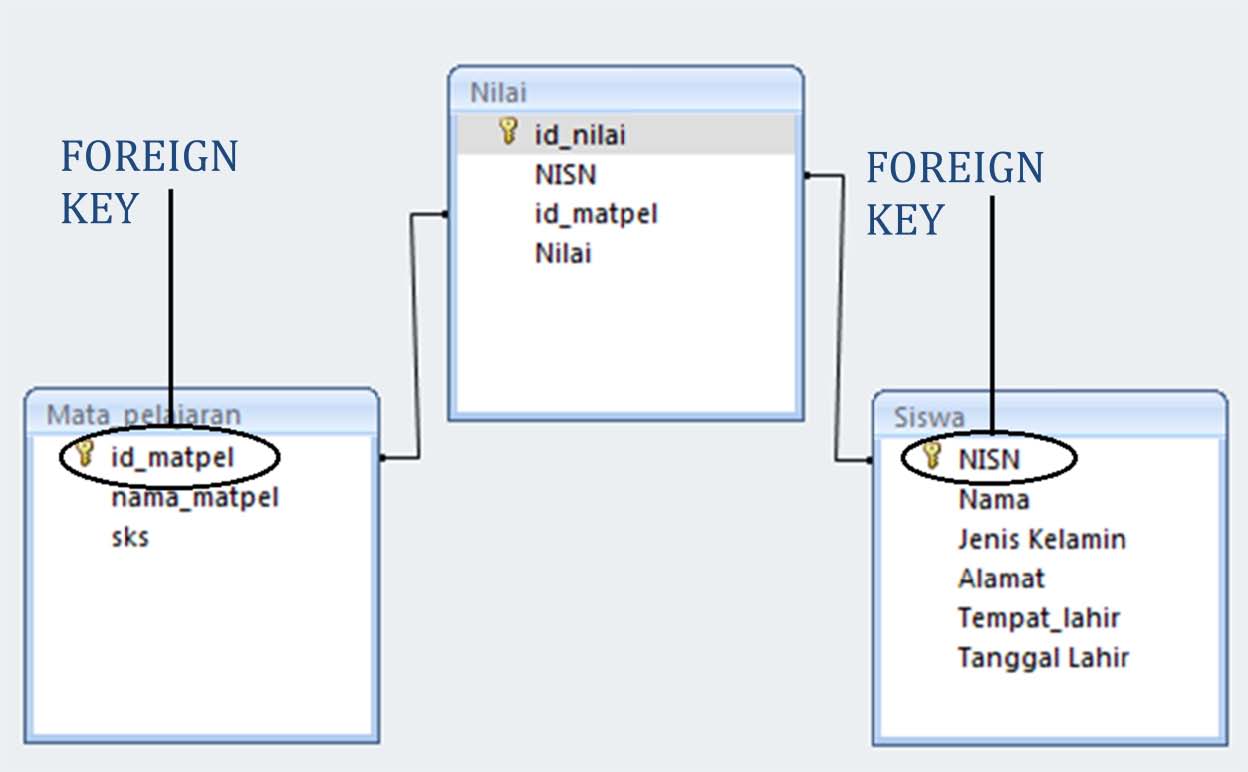 FOREIGN
KEY
Nilai
id_nilai
NISN
id_matpel
Nilai
FOREIGN
KEY
Mata_pelajaran
id_matpel
nama_matpel
sks
Siswa
NISN
Nama
Jenis Kelamin
Alamat
Tempat_lahir
Tanggal Lahir